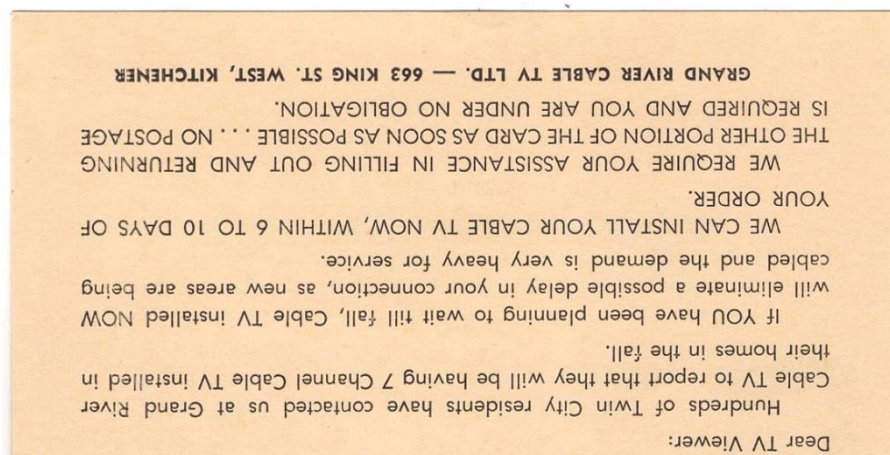 Dear TV Viewer:
Hundreds of Twin City residents have contacted us at Grand River
Cable TV to report that they will be having 7 Channel Cable TV installed in
their homes in the fall.
If YOU have been planning to wait till fall, Cable TV installed NOW
will eliminate a possible delay in your connection, as new areas are being
cabled and the demand is very heavy for service.
WE CAN INSTALL YOUR CABLE TV NOW, WITHIN 6 TO 10 DAYS OF
YOUR ORDER.
WE REQUIRE YOUR ASSISTANCE IN FILLING OUT AND RETURNING
THE OTHER PORTION OF THE CARD AS SOON AS POSSIBLE . . . NO POSTAGE
IS REQUIRED AND YOU ARE UNDER NO OBLIGATION.
GRAND RIVER CABLE TV LTD. — 663 KING ST. WEST, KITCHENER